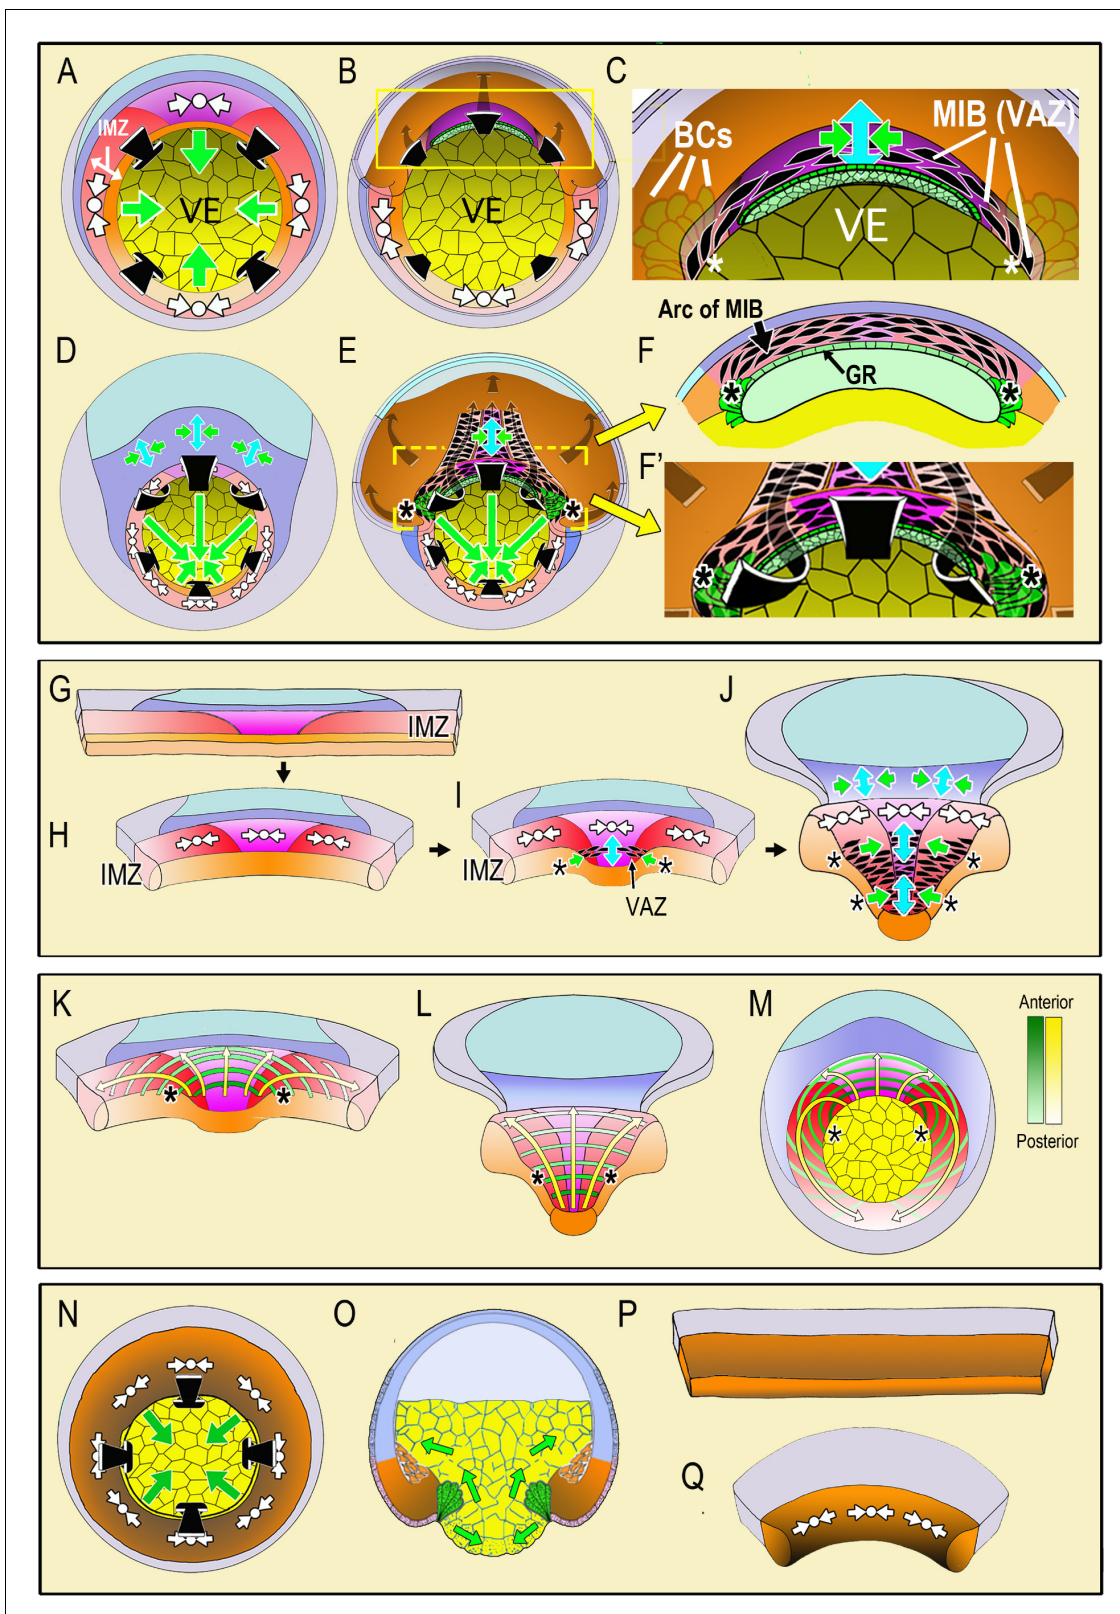 A
B
C
IMZ
VE
VE
BCs
MIB (VAZ)
VE
*
*
D
E
F
Arc of MIB
GR
*
*
F’
*
*
*
*
G
IMZ
J
H
IMZ
I
IMZ
VAZ
*
*
*
*
*
*
K
L
M
Anterior
Posterior
*
*
*
*
*
*
N
O
P
Q